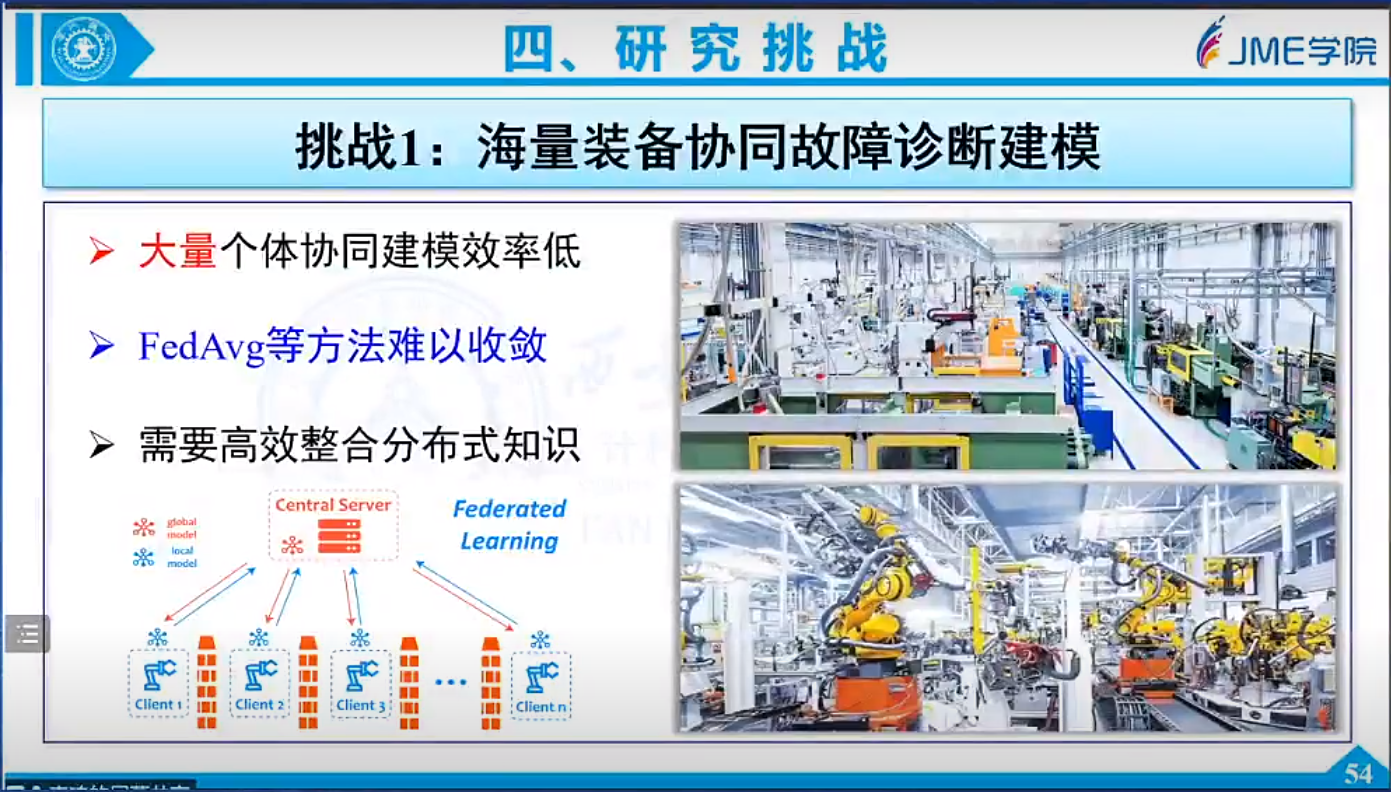 四、研究挑战
JME学院
挑战1：海量装备协同故障诊断建模
大量个体协同建模效率低
FedAvg等方法难以收敛
需要高效整合分布式知识
Central Server
Federated
Learning
global
model
local
model
Client 1
Client 2
Client 3
Client n
54